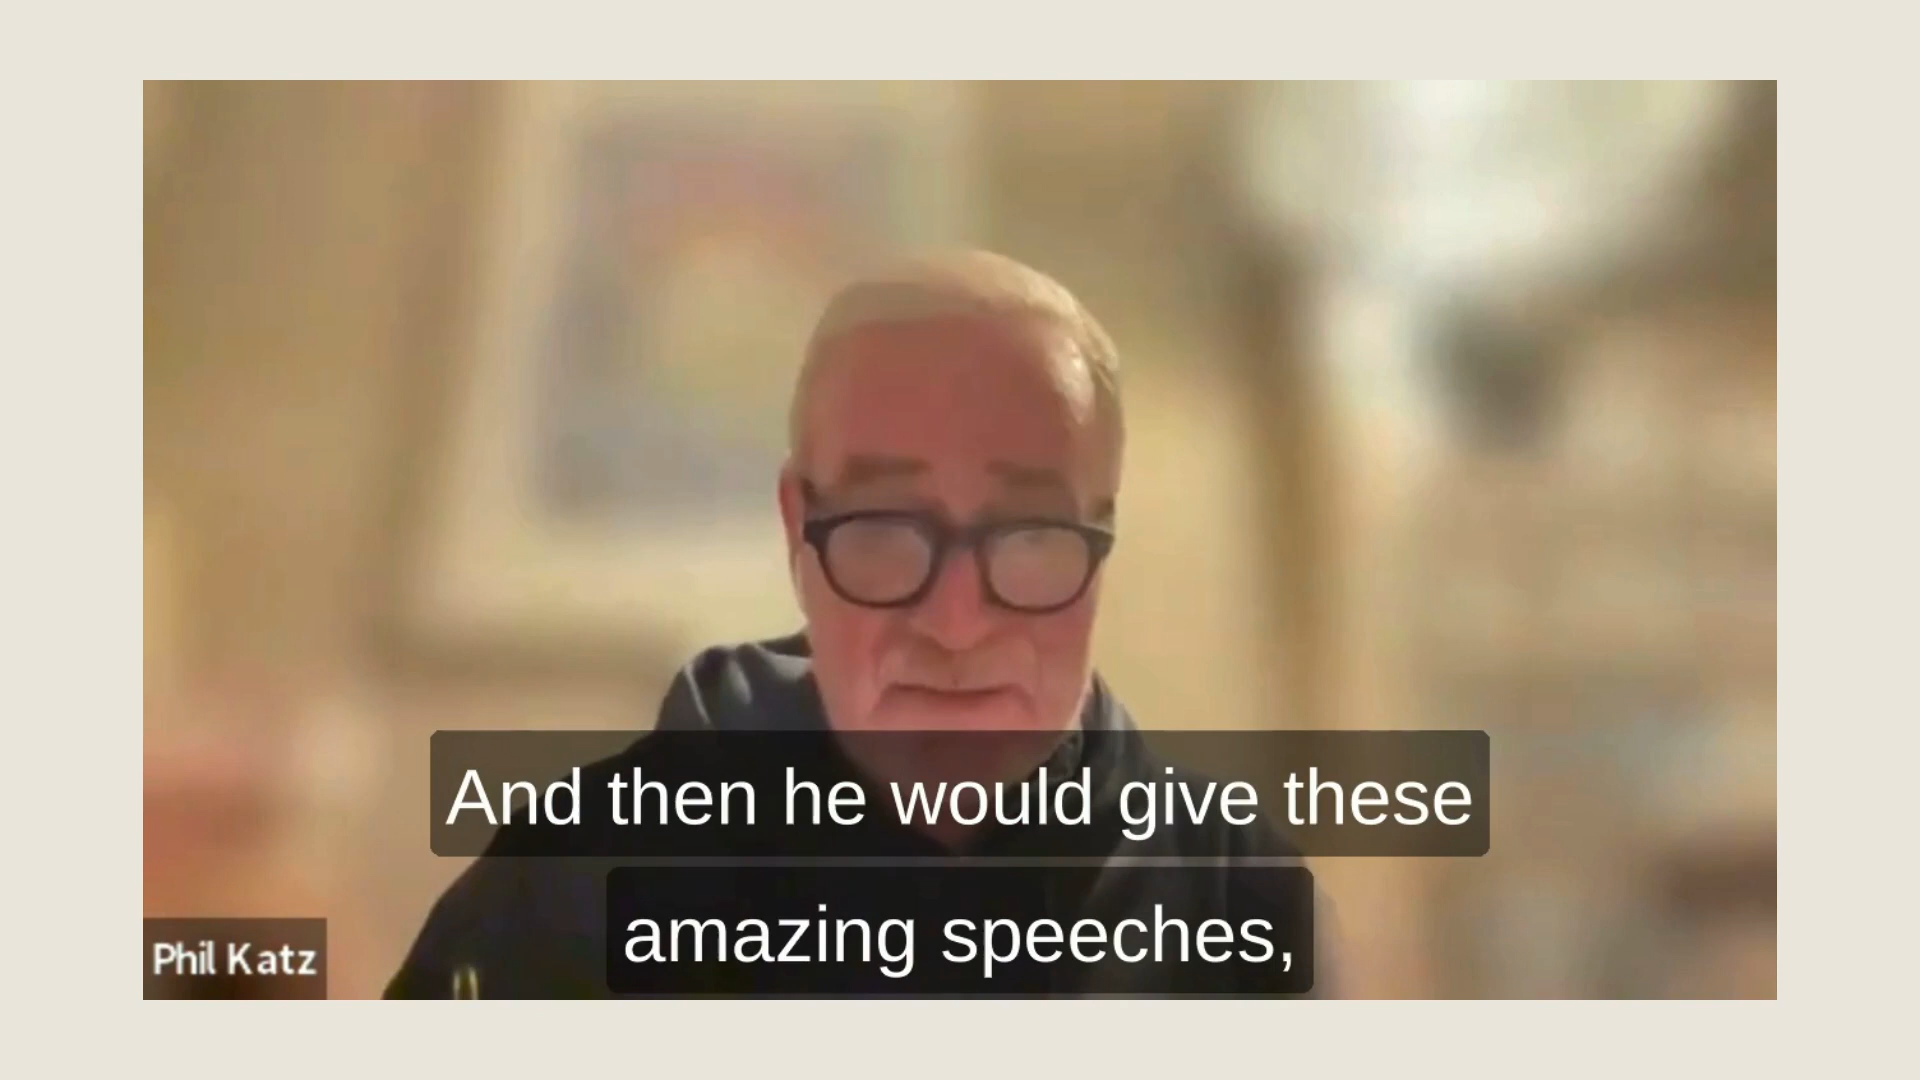 And then he would give these
amazing speeches,
Phil Katz